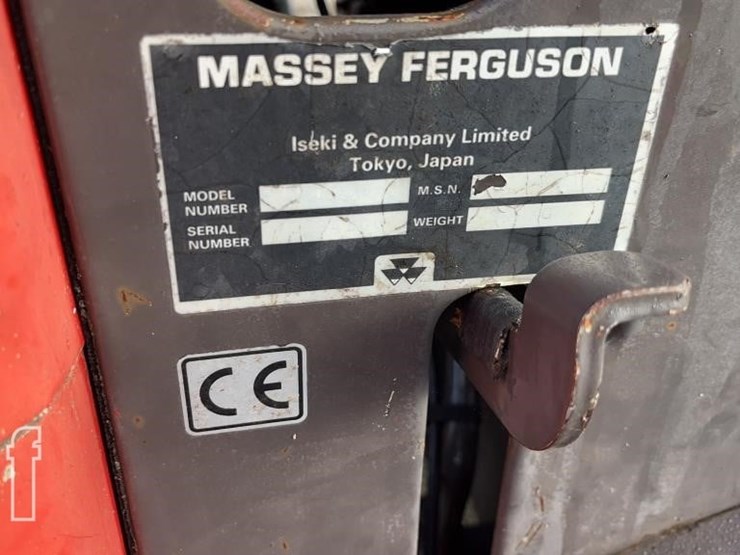 MASSEY FERGUSON
Iseki & Company Limited
Tokyo, Japan
MODEL NUMBER M.S.N.
SERIAL NUMBER WEIGHT
CE
f